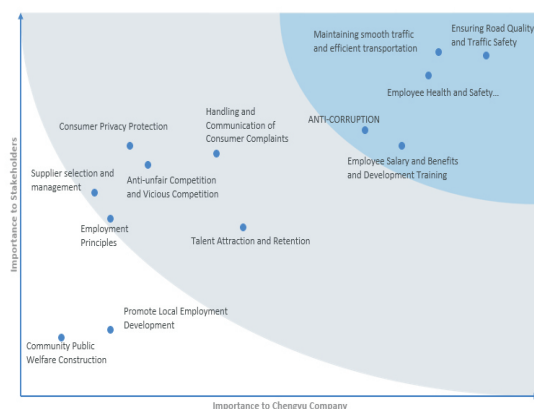 Ensuring Road Quality
and Traffic Safety
Maintaining smooth traffic
and efficient transportation
Employee Health and Safety...
Handling and
Communication of
Consumer Complaints
ANTI-CORRUPTION
Consumer Privacy Protection
Employee Salary and Benefits
and Development Training
Supplier selection and
management
Anti-unfair Competition
and Vicious Competition
Employment
Principles
Talent Attraction and Retention
Promote Local Employment
Development
Community Public
Welfare Construction
Importance to Stakeholders
Importance to Chengyu Company